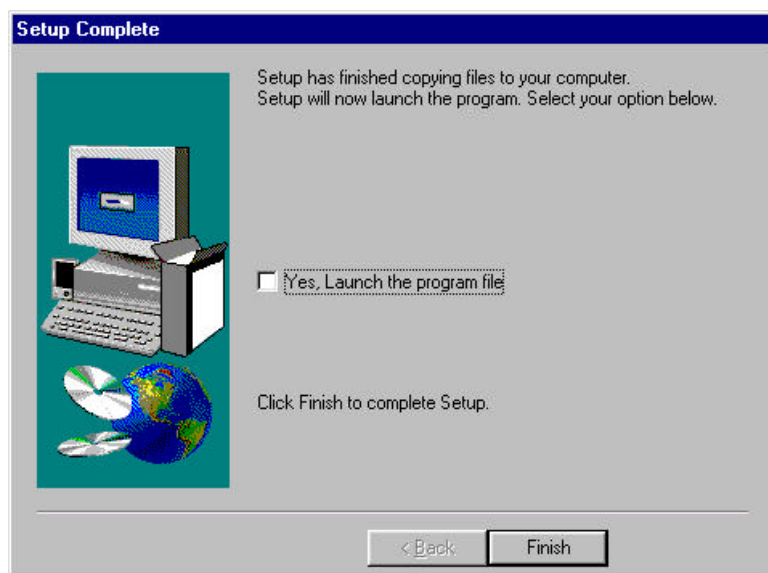 Setup Complete
Setup has finished copying files to your computer.
Setup will now launch the program. Select your option below.
Yes, Launch the program file
Click Finish to complete Setup.
< Back
Finish